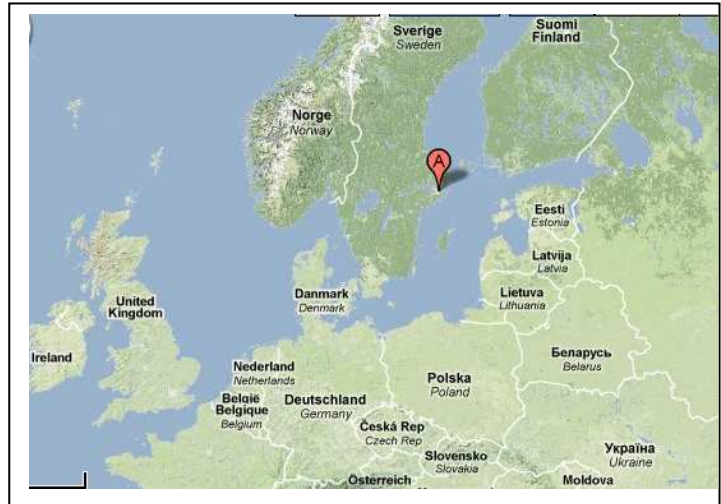 Sverige
Sweden
Suomi
Finland
Norge
Norway
A
Eesti
Estonia
Latvija
Latvia
Danmark
Denmark
Lietuva
Lithuania
United
Kingdom
Ireland
Беларусь
Belarus
Nederland
Netherlands
Polska
Poland
België
Belgique
Belgium
Deutschland
Germany
Česká Rep
Czech Rep
Slovensko
Slovakia
Україна
Ukraine
Österreich
Moldova